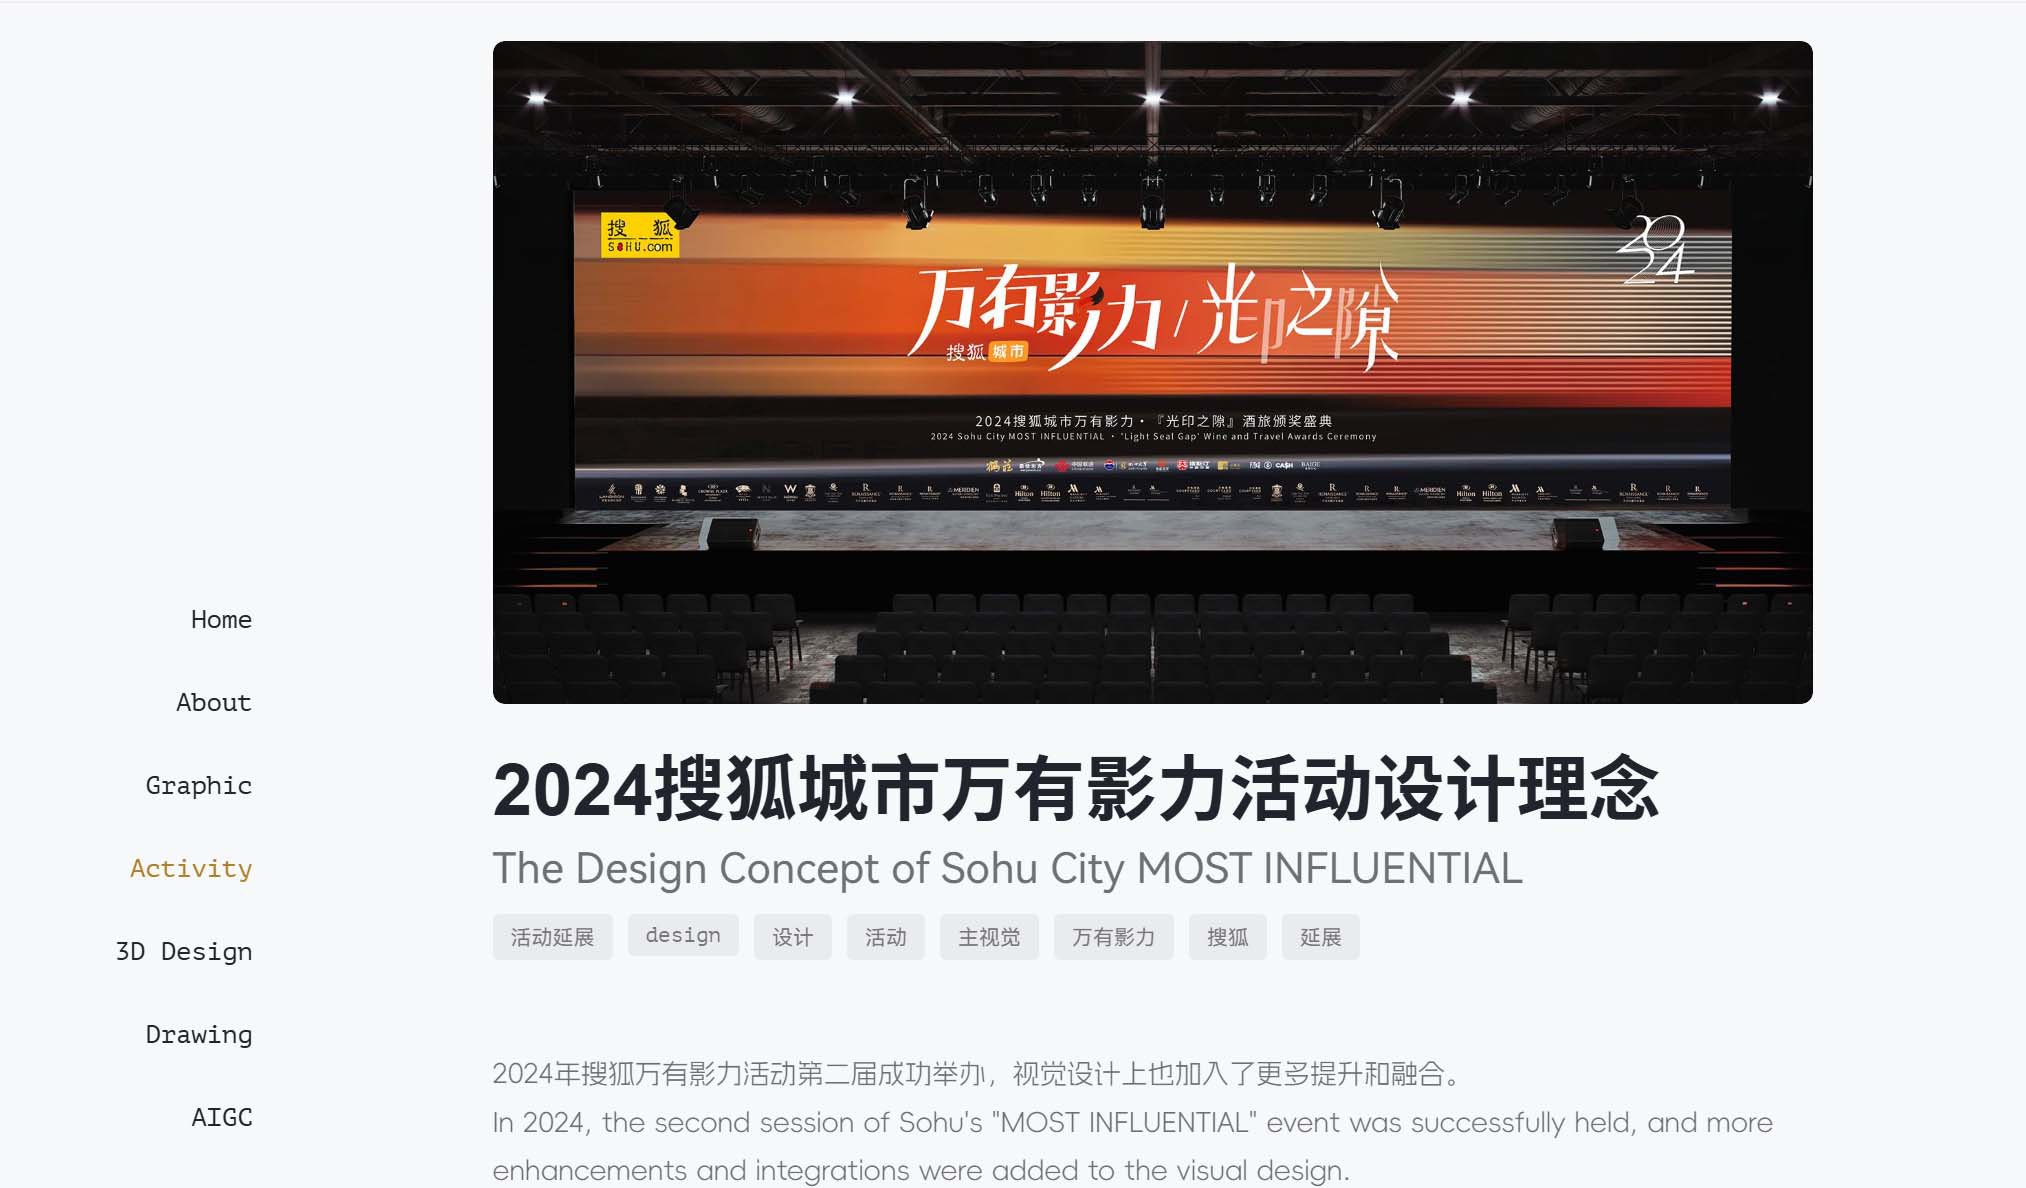 搜狐
SOHU.com
2024
万有影力/光印之隙
搜狐 城市
2024搜狐城市万有影力·『光印之隙』酒旅颁奖盛典
2024 Sohu City MOST INFLUENTIAL · 'Light Seal Gap' Wine and Travel Awards Ceremony
CASH
MERIDIEN
Hilton
Hilton
RENAISSANCE
MERIDIEN
Hilton
Hilton
Home
About
Graphic
Activity
3D Design
Drawing
AIGC
2024搜狐城市万有影力活动设计理念
The Design Concept of Sohu City MOST INFLUENTIAL
活动延展 design 设计 活动 主视觉 万有影力 搜狐 延展
2024年搜狐万有影力活动第二届成功举办，视觉设计上也加入了更多提升和融合。
In 2024, the second session of Sohu's "MOST INFLUENTIAL" event was successfully held, and more
enhancements and integrations were added to the visual design.